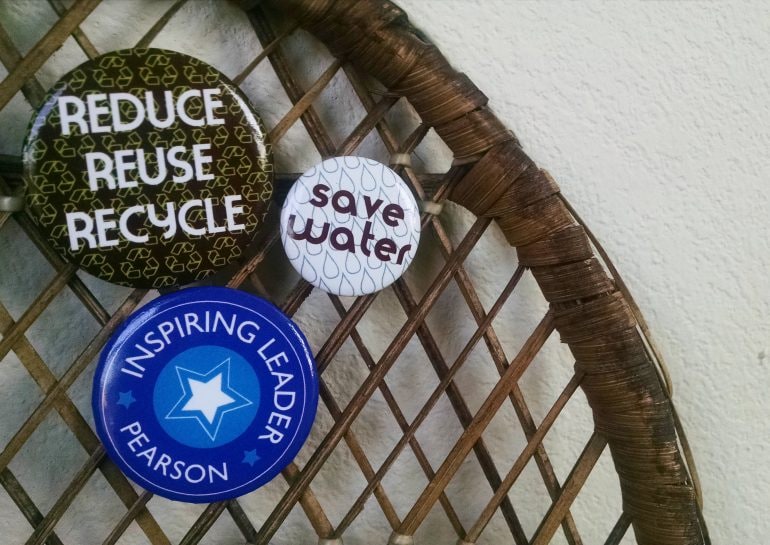 REDUCE
REUSE
RECYCLE
save
water
INSPIRING LEADER
PEARSON